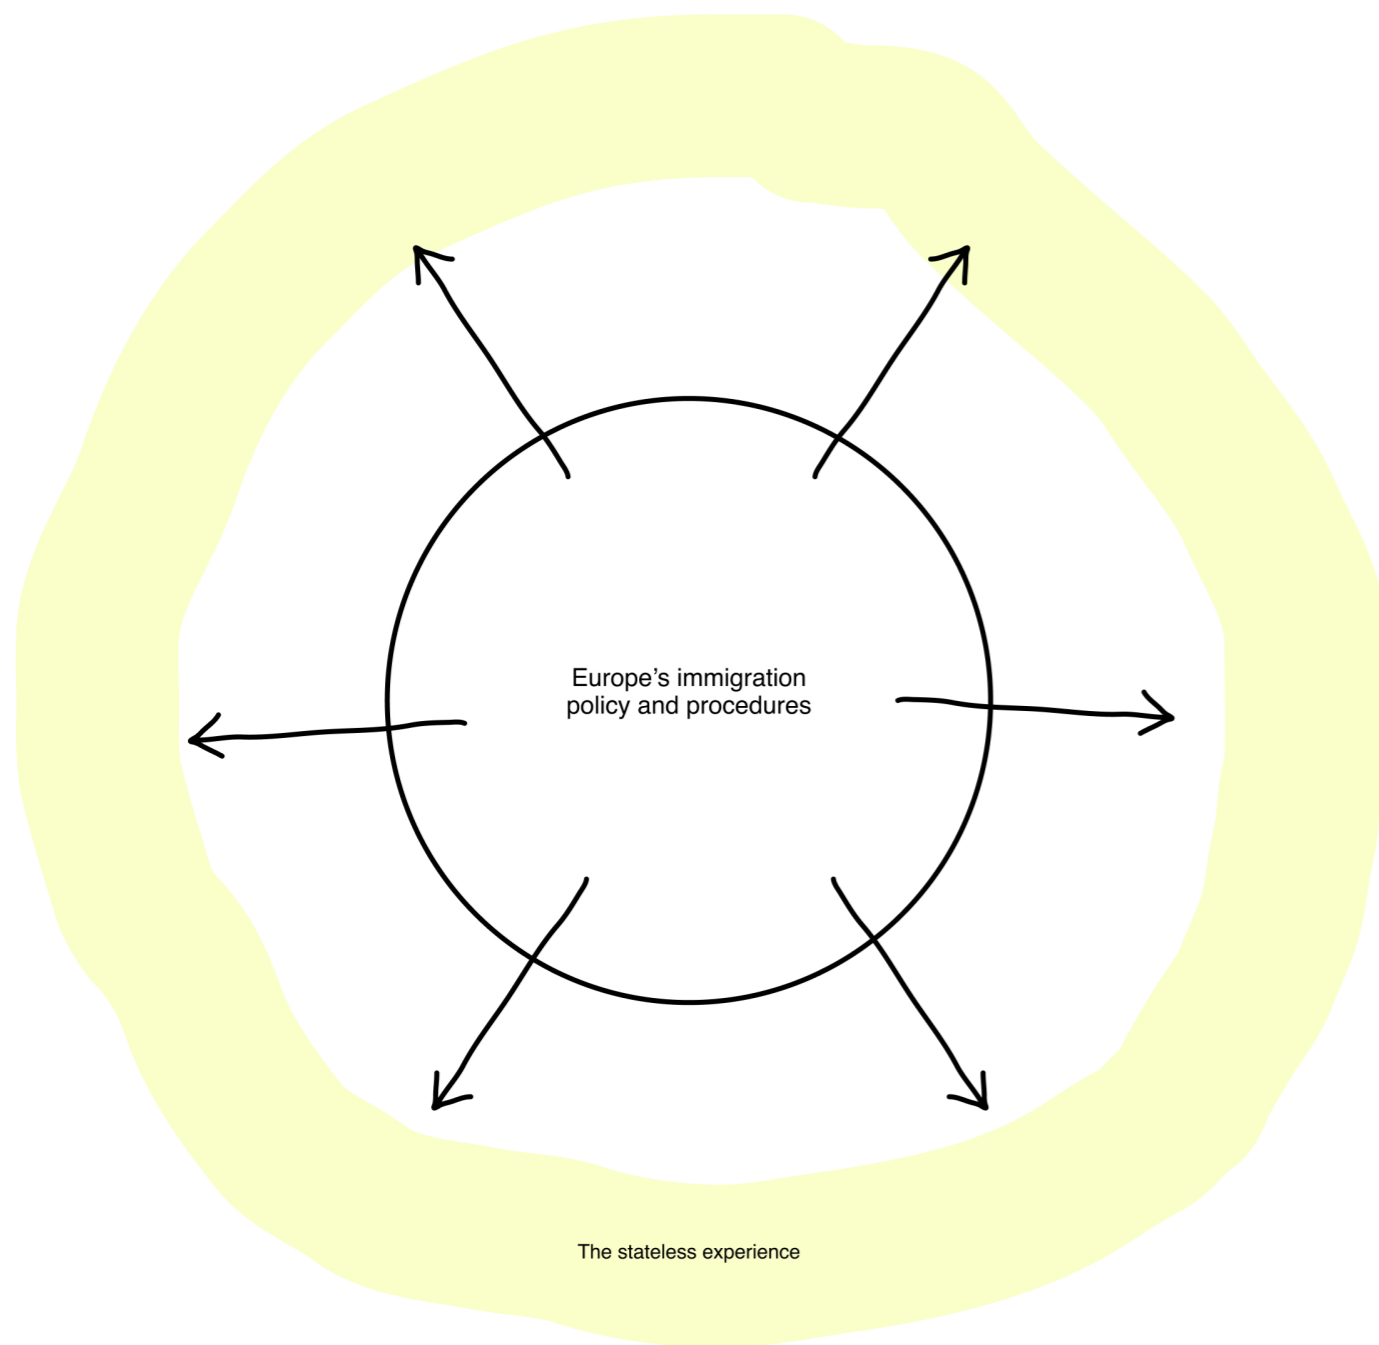 Europe’s immigration
policy and procedures
The stateless experience